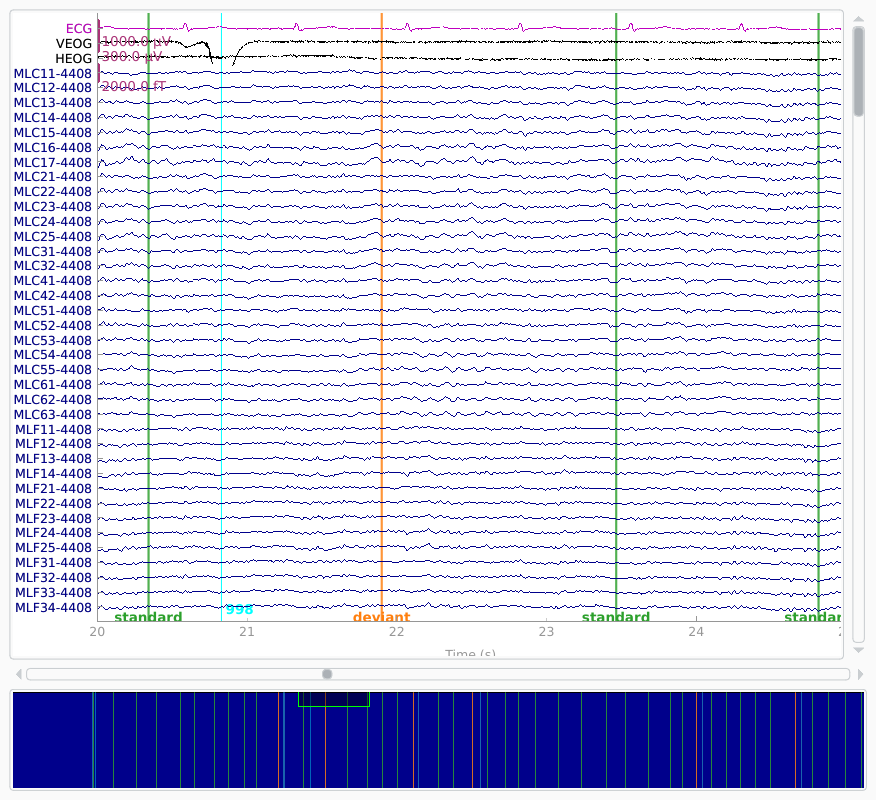 ECG
VEOG 1000.0 µV
HEOG 300.0 µV
MLC11-4408
MLC12-4408 2000.0 fT
MLC13-4408
MLC14-4408
MLC15-4408
MLC16-4408
MLC17-4408
MLC21-4408
MLC22-4408
MLC23-4408
MLC24-4408
MLC25-4408
MLC31-4408
MLC32-4408
MLC41-4408
MLC42-4408
MLC51-4408
MLC52-4408
MLC53-4408
MLC54-4408
MLC55-4408
MLC61-4408
MLC62-4408
MLC63-4408
MLF11-4408
MLF12-4408
MLF13-4408
MLF14-4408
MLF21-4408
MLF22-4408
MLF23-4408
MLF24-4408
MLF25-4408
MLF31-4408
MLF32-4408
MLF33-4408
MLF34-4408 998
standard deviant standard standar
20 21 22 23 24
Time (s)